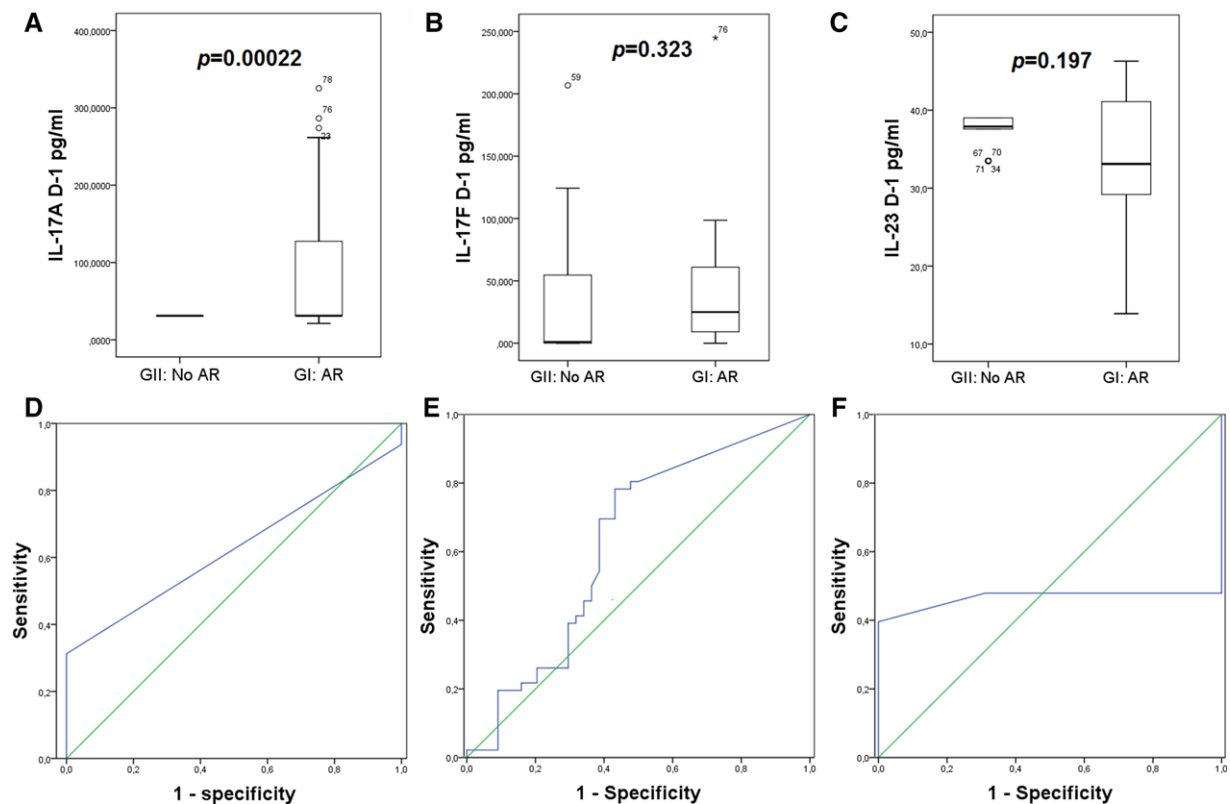 A
B
C
p=0.00022
p=0.323
p=0.197
IL-17A D-1 pg/ml
400,0000
300,0000
200,0000
100,0000
,0000
78
76
23
GII: No AR
GI: AR
IL-17F D-1 pg/ml
250,000
200,000
150,000
100,000
50,000
,000
59
76
GII: No AR
GI: AR
IL-23 D-1 pg/ml
50,0
40,0
30,0
20,0
10,0
67 70
71 34
GII: No AR
GI: AR
D
E
F
Sensitivity
1,0
0,8
0,6
0,4
0,2
0,0
0,0 0,2 0,4 0,6 0,8 1,0
1 - specificity
Sensitivity
1,0
0,8
0,6
0,4
0,2
0,0
0,0 0,2 0,4 0,6 0,8 1,0
1 - Specificity
Sensitivity
1,0
0,8
0,6
0,4
0,2
0,0
0,0 0,2 0,4 0,6 0,8 1,0
1 - Specificity